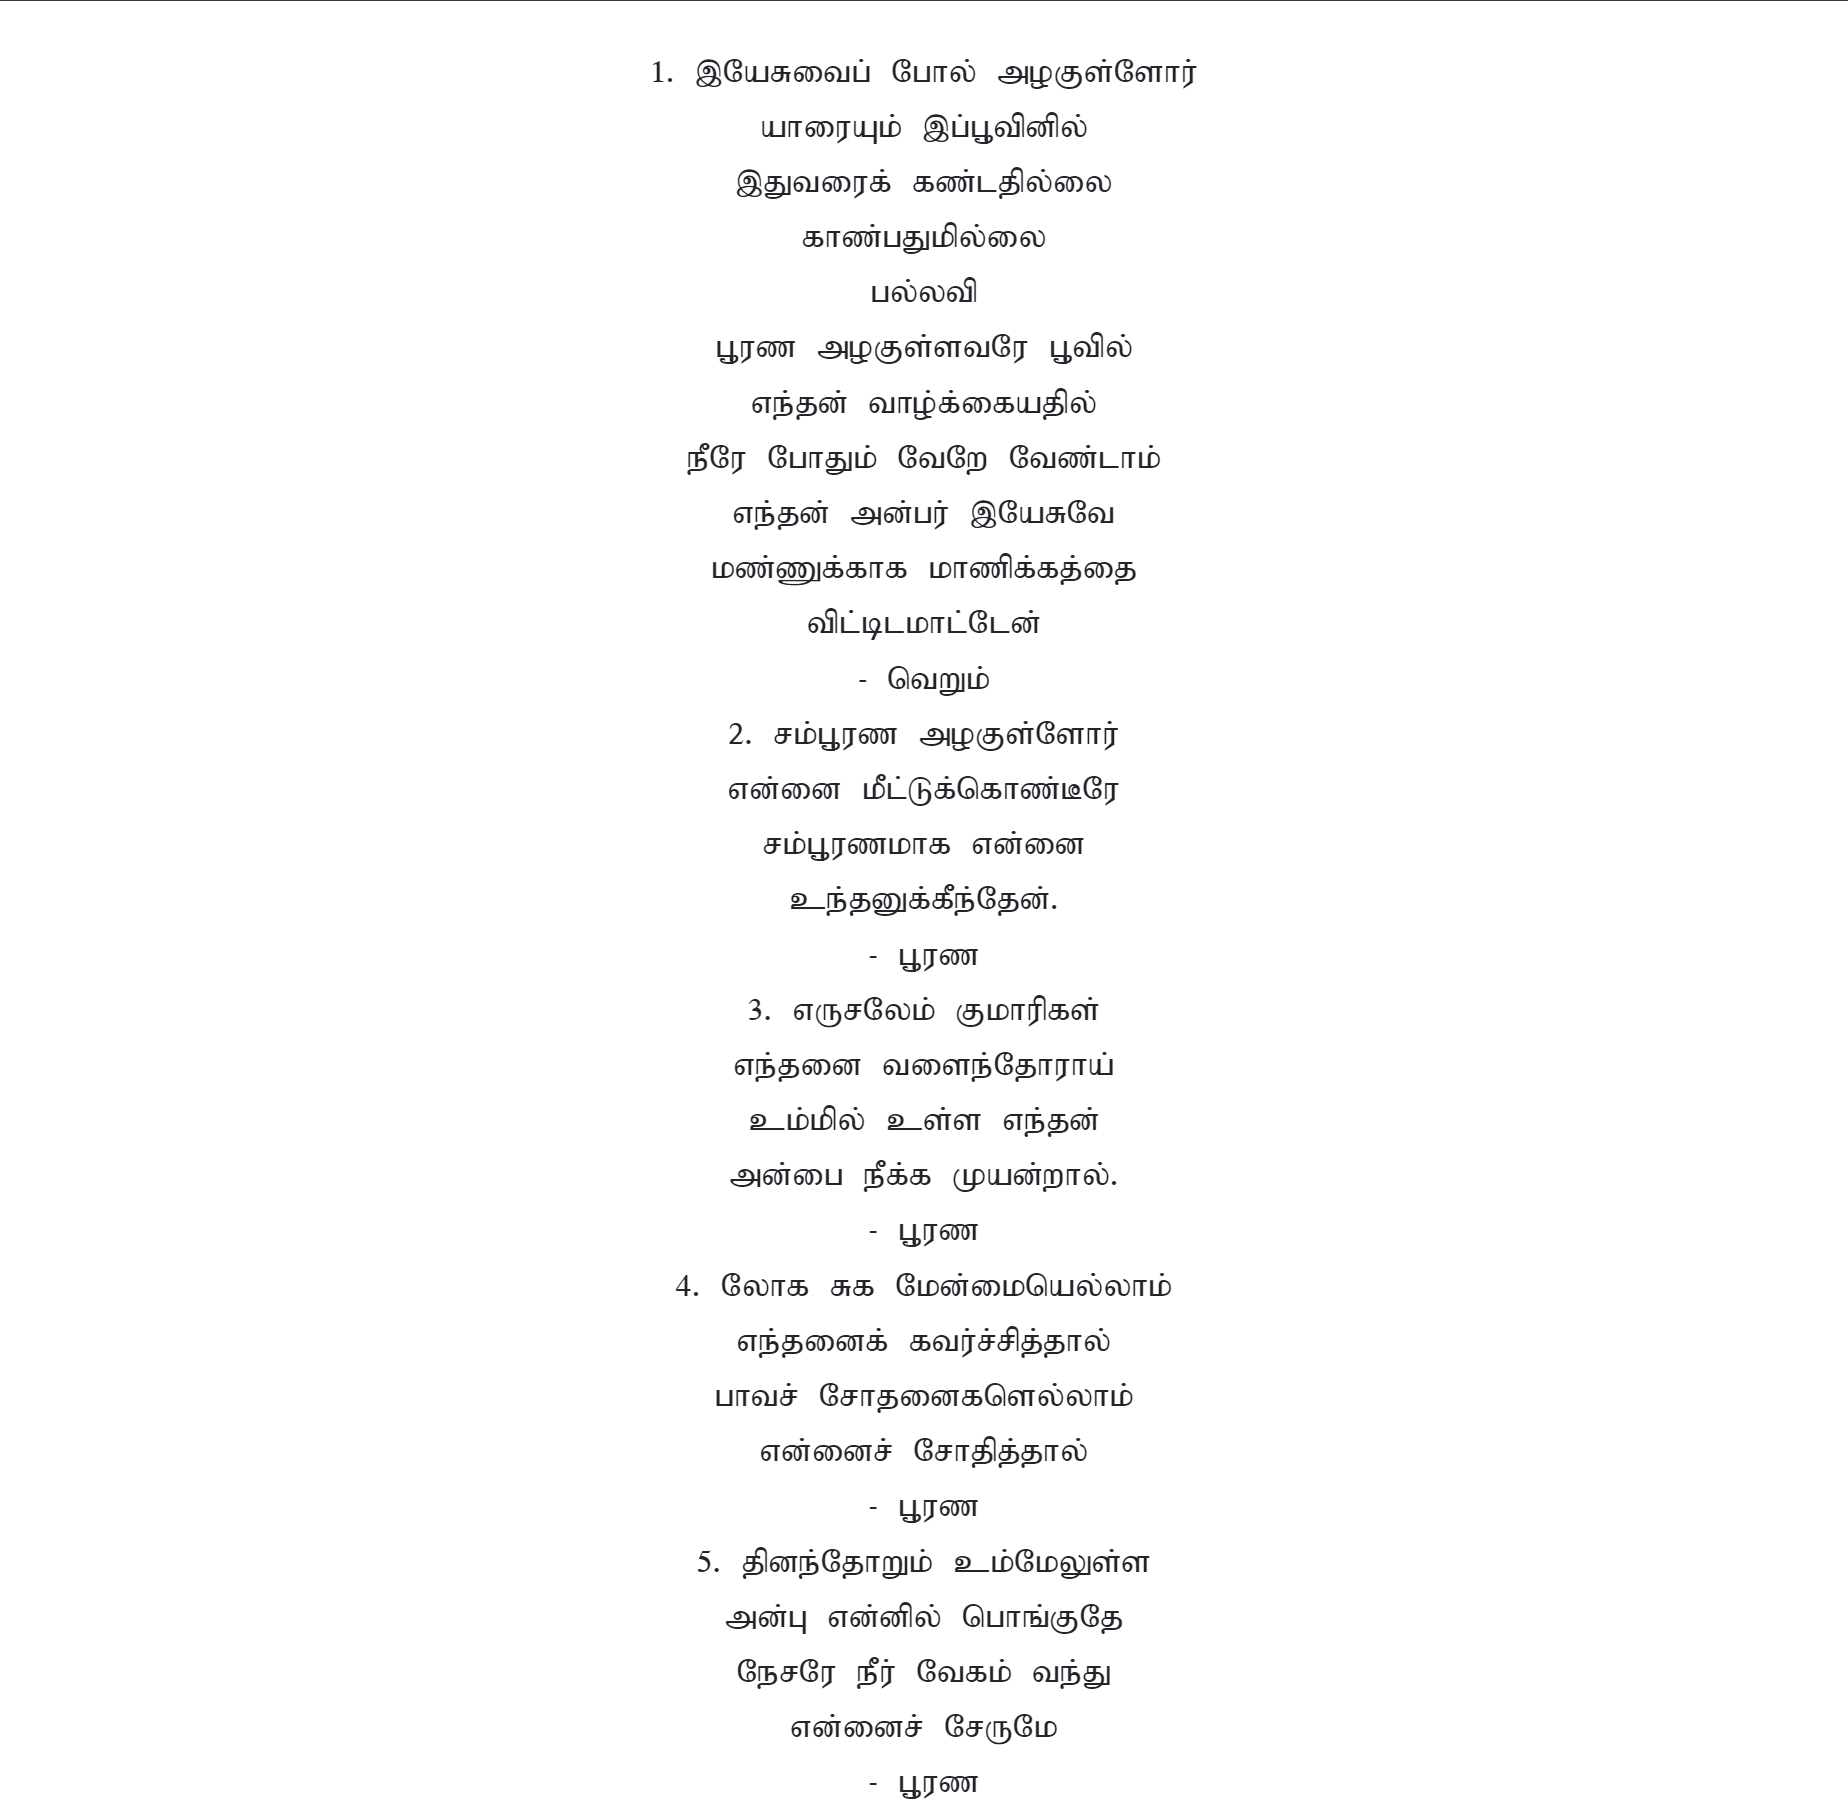 1. இயேசுவைப் போல் அழகுள்ளோர்
யாரையும் இப்பூவினில்
இதுவரைக் கண்டதில்லை
காண்பதுமில்லை
பல்லவி
பூரண அழகுள்ளவரே பூவில்
எந்தன் வாழ்க்கையதில்
நீரே போதும் வேறே வேண்டாம்
எந்தன் அன்பர் இயேசுவே
மண்ணுக்காக மாணிக்கத்தை
விட்டிடமாட்டேன்
- வெறும்
2. சம்பூரண அழகுள்ளோர்
என்னை மீட்டுக்கொண்டீரே
சம்பூரணமாக என்னை
உந்தனுக்கீந்தேன்.
- பூரண
3. எருசலேம் குமாரிகள்
எந்தனை வளைந்தோராய்
உம்மில் உள்ள எந்தன்
அன்பை நீக்க முயன்றால்.
- பூரண
4. லோக சுக மேன்மையெல்லாம்
எந்தனைக் கவர்ச்சித்தால்
பாவச் சோதனைகளெல்லாம்
என்னைச் சோதித்தால்
- பூரண
5. தினந்தோறும் உம்மேலுள்ள
அன்பு என்னில் பொங்குதே
நேசரே நீர் வேகம் வந்து
என்னைச் சேருமே
- பூரண